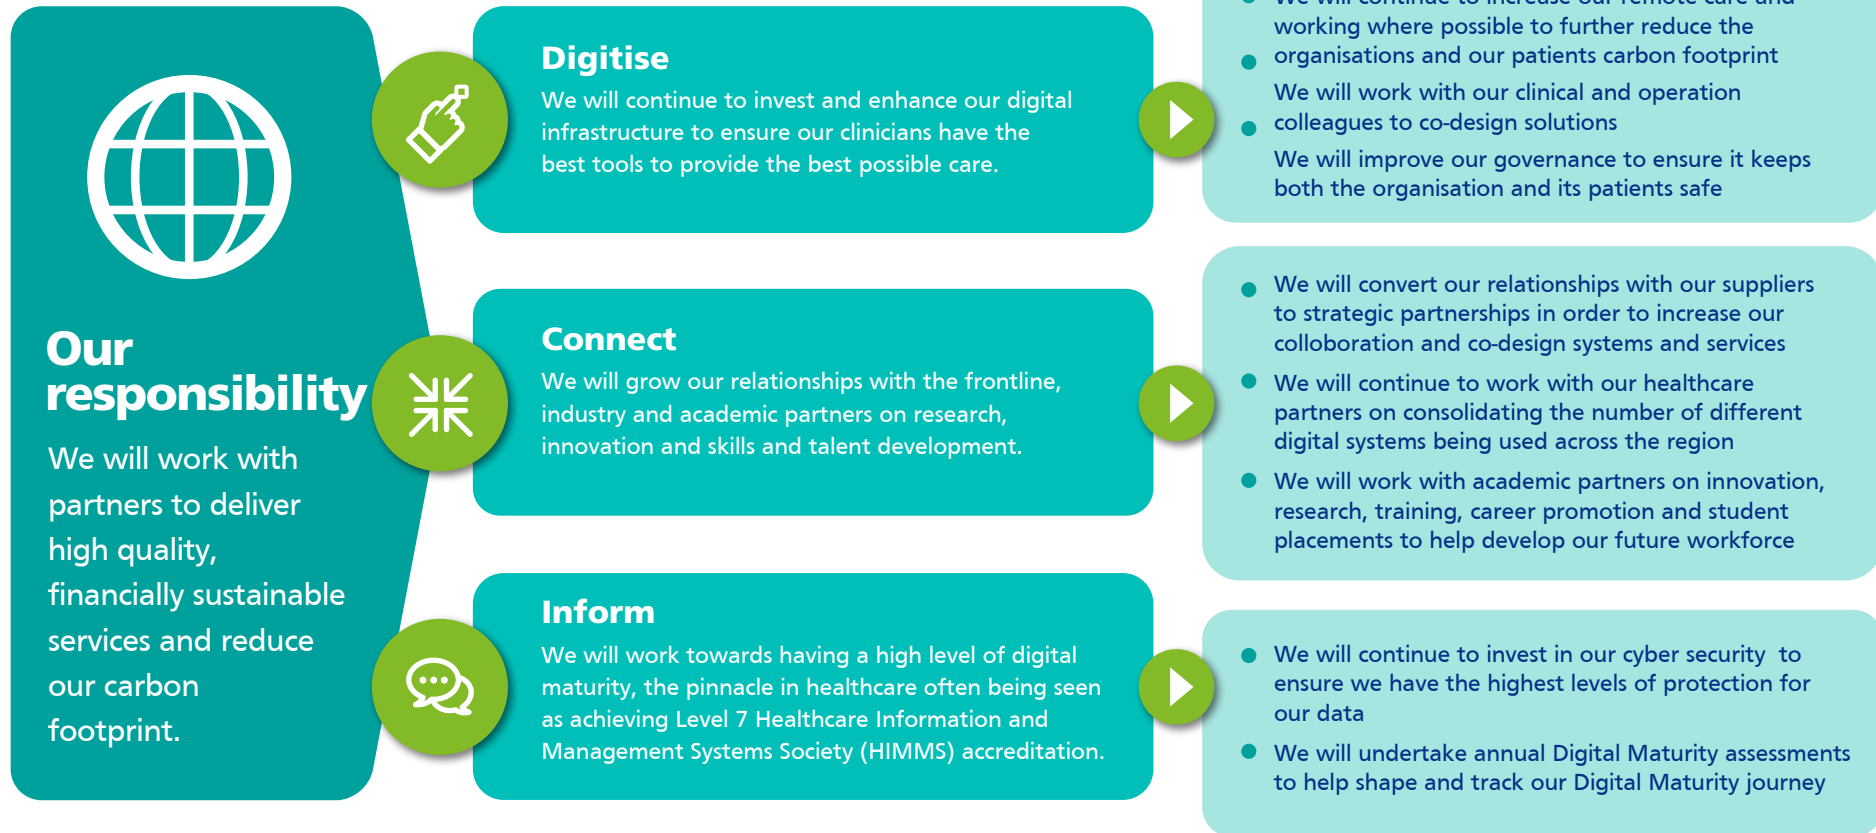 Our
responsibility
We will work with
partners to deliver
high quality,
financially sustainable
services and reduce
our carbon
footprint.
Digitise
We will continue to invest and enhance our digital
infrastructure to ensure our clinicians have the
best tools to provide the best possible care.
We will continue to increase our remote care and
working where possible to further reduce the
organisations and our patients carbon footprint
We will work with our clinical and operation
colleagues to co-design solutions
We will improve our governance to ensure it keeps
both the organisation and its patients safe
Connect
We will grow our relationships with the frontline,
industry and academic partners on research,
innovation and skills and talent development.
We will convert our relationships with our suppliers
to strategic partnerships in order to increase our
colloboration and co-design systems and services
We will continue to work with our healthcare
partners on consolidating the number of different
digital systems being used across the region
We will work with academic partners on innovation,
research, training, career promotion and student
placements to help develop our future workforce
Inform
We will work towards having a high level of digital
maturity, the pinnacle in healthcare often being seen
as achieving Level 7 Healthcare Information and
Management Systems Society (HIMMS) accreditation.
We will continue to invest in our cyber security  to
ensure we have the highest levels of protection for
our data
We will undertake annual Digital Maturity assessments
to help shape and track our Digital Maturity journey